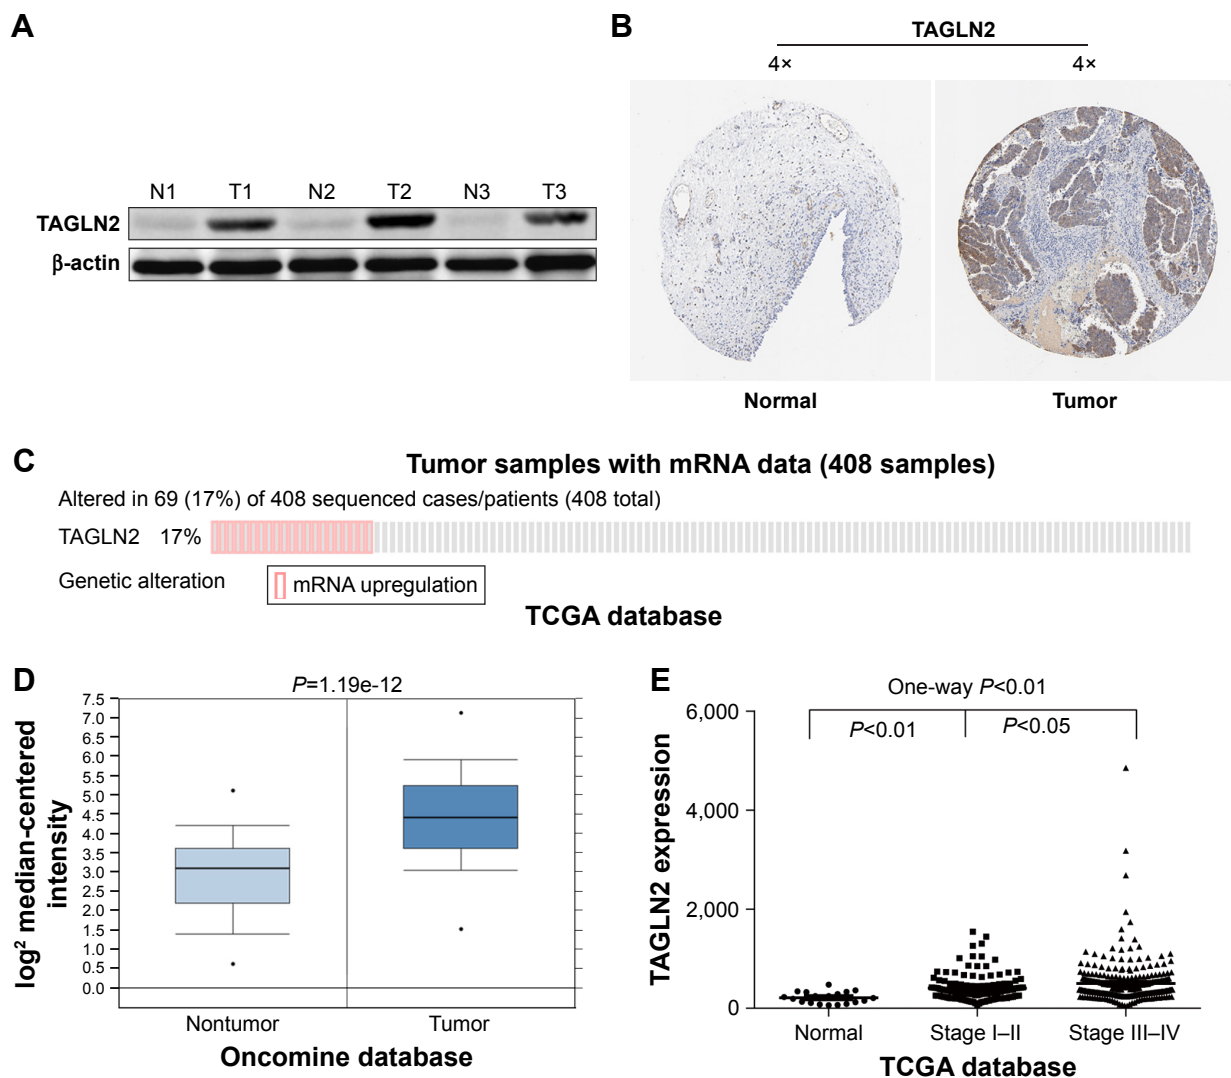 A
N1 T1 N2 T2 N3 T3
TAGLN2
β-actin
B
TAGLN2
4× 4×
Normal Tumor
C
Tumor samples with mRNA data (408 samples)
Altered in 69 (17%) of 408 sequenced cases/patients (408 total)
TAGLN2 17%
Genetic alteration mRNA upregulation
TCGA database
D
P=1.19e-12
log² median-centered
intensity
7.5
7.0
6.5
6.0
5.5
5.0
4.5
4.0
3.5
3.0
2.5
2.0
1.5
1.0
0.5
0.0
Nontumor Tumor
Oncomine database
E
One-way P<0.01
P<0.01 P<0.05
TAGLN2 expression
6,000
4,000
2,000
0
Normal Stage I–II Stage III–IV
TCGA database